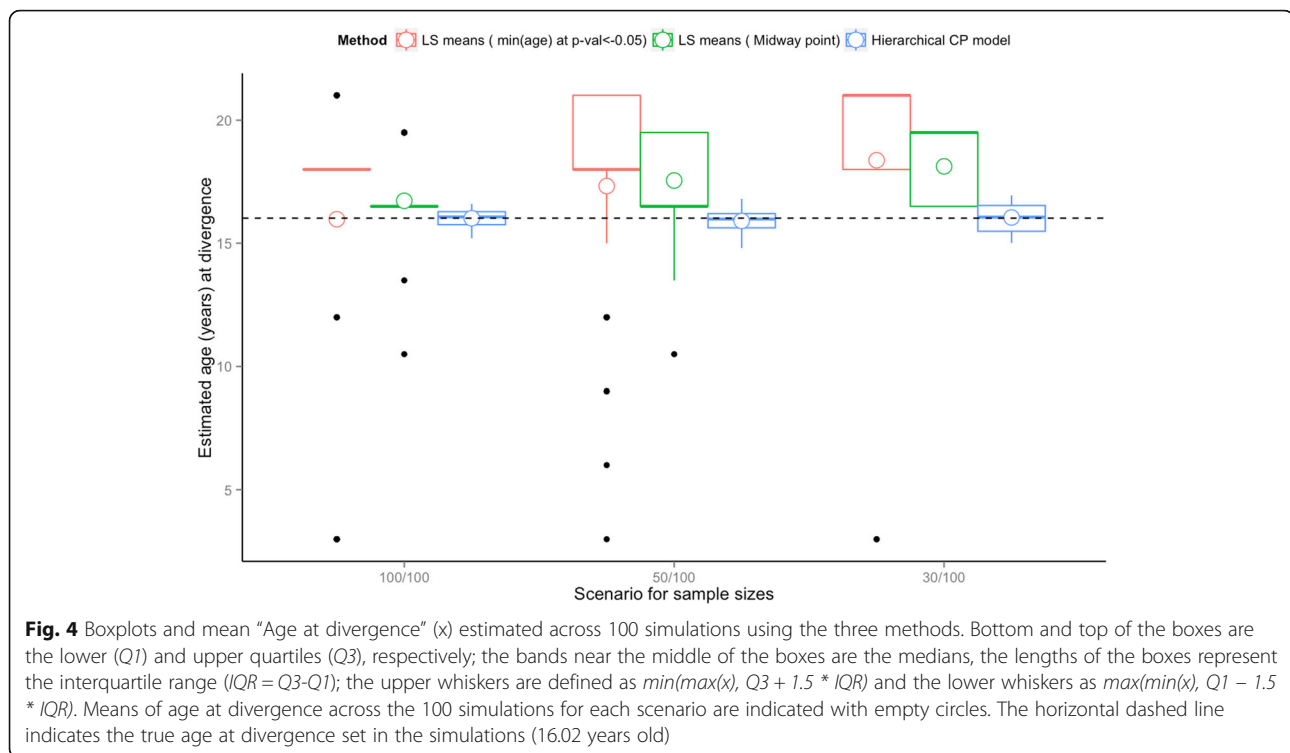 Method LS means ( min(age) at p-val<-0.05) LS means ( Midway point) Hierarchical CP model
Estimated age (years) at divergence
20
15
10
5
100/100 50/100 30/100
Scenario for sample sizes
Fig. 4 Boxplots and mean “Age at divergence” (x) estimated across 100 simulations using the three methods. Bottom and top of the boxes are
the lower (Q1) and upper quartiles (Q3), respectively; the bands near the middle of the boxes are the medians, the lengths of the boxes represent
the interquartile range (IQR = Q3-Q1); the upper whiskers are defined as min(max(x), Q3 + 1.5 * IQR) and the lower whiskers as max(min(x), Q1 – 1.5
* IQR). Means of age at divergence across the 100 simulations for each scenario are indicated with empty circles. The horizontal dashed line
indicates the true age at divergence set in the simulations (16.02 years old)